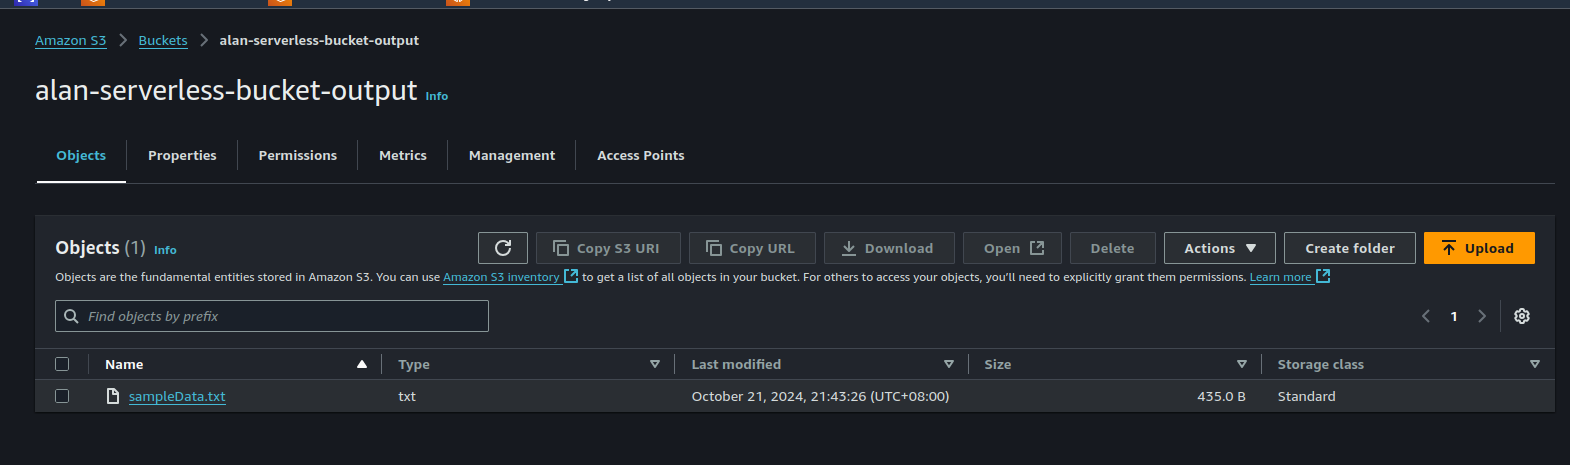 Amazon S3 > Buckets > alan-serverless-bucket-output
alan-serverless-bucket-output Info
Objects Properties Permissions Metrics Management Access Points
Objects (1) Info Copy S3 URI Copy URL Download Open Delete Actions Create folder Upload
Objects are the fundamental entities stored in Amazon S3. You can use Amazon S3 inventory to get a list of all objects in your bucket. For others to access your objects, you'll need to explicitly grant them permissions. Learn more
Find objects by prefix 1
Name Type Last modified Size Storage class
sampleData.txt txt October 21, 2024, 21:43:26 (UTC+08:00) 435.0 B Standard